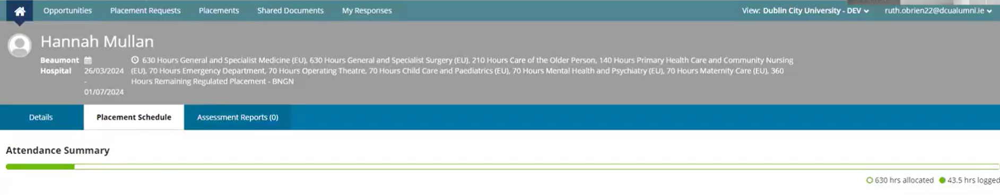 Opportunities Placement Requests Placements Shared Documents My Responses View: Dublin City University - DEV ruth.obrien22@dcualumni.ie
Hannah Mullan
Beaumont Hospital
26/03/2024
-
01/07/2024
630 Hours General and Specialist Medicine (EU), 630 Hours General and Specialist Surgery (EU), 210 Hours Care of the Older Person, 140 Hours Primary Health Care and Community Nursing
(EU), 70 Hours Emergency Department, 70 Hours Operating Theatre, 70 Hours Child Care and Paediatrics (EU), 70 Hours Mental Health and Psychiatry (EU), 70 Hours Maternity Care (EU), 360
Hours Remaining Regulated Placement - BNGN
Details Placement Schedule Assessment Reports (0)
Attendance Summary
630 hrs allocated 43.5 hrs logged